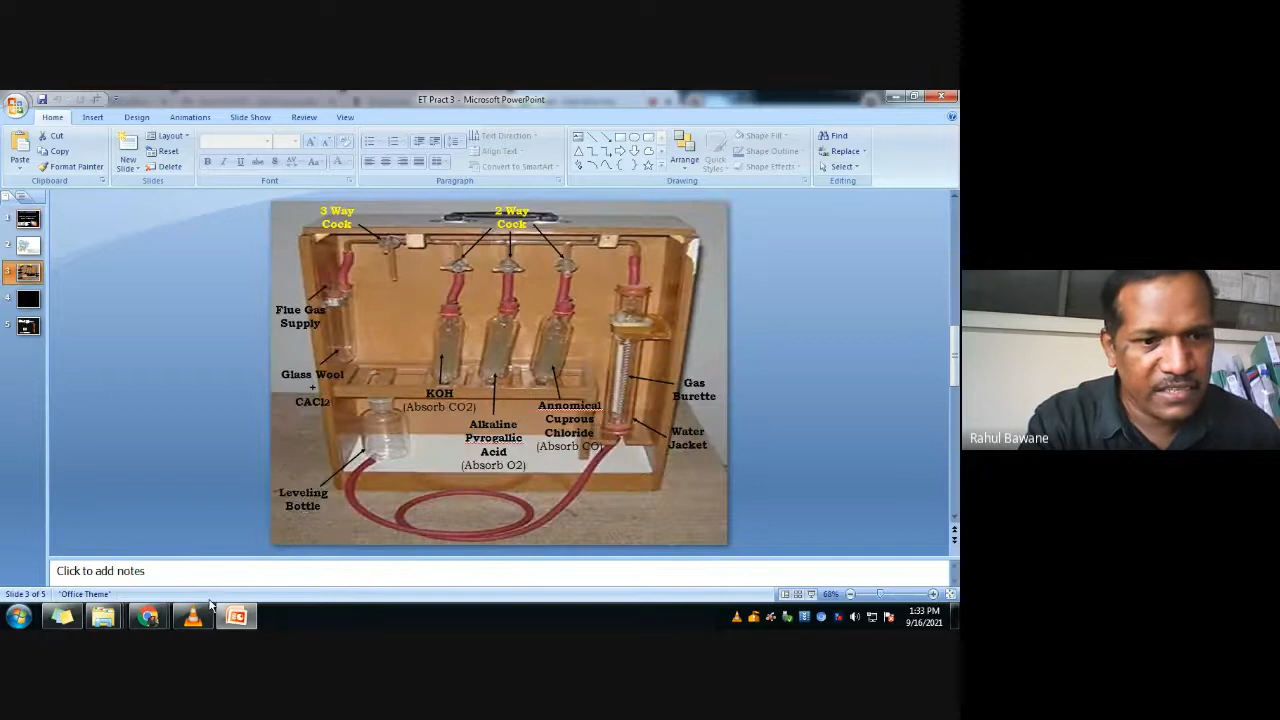 ET Pract 3 - Microsoft PowerPoint
Home Insert Design Animations Slide Show Review View
Cut
Copy
Format Painter
Paste
Clipboard
New
Slide
Layout
Reset
Delete
Slides
Font
Text Direction
Align Text
Convert to SmartArt
Paragraph
Arrange
Quick
Styles
Shape Fill
Shape Outline
Shape Effects
Drawing
Find
Replace
Select
Editing
1
2
3
4
5
3 Way
Cock
2 Way
Cock
Flue Gas
Supply
Glass Wool
+
CACl2
KOH
(Absorb CO2)
Alkaline
Pyrogallic
Acid
(Absorb O2)
Annomical
Cuprous
Chloride
(Absorb CO)
Gas
Burette
Water
Jacket
Leveling
Bottle
Click to add notes
Slide 3 of 5 "Office Theme" 68%
1:33 PM
9/16/2021
Rahul Bawane